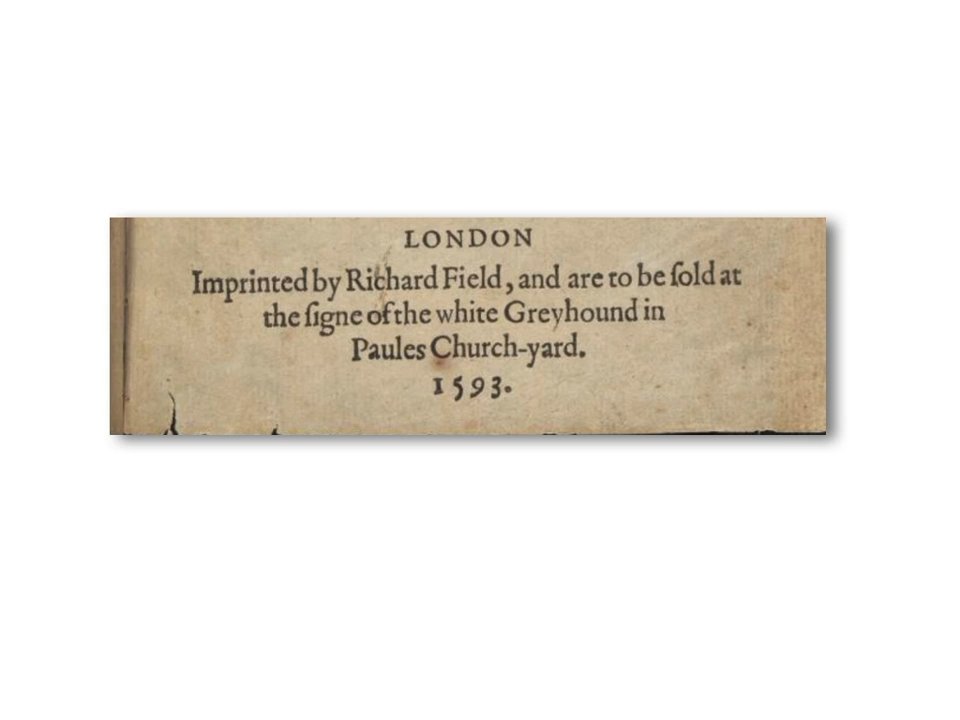 LONDON
Imprinted by Richard Field, and are to be ſold at
the ſigne of the white Greyhound in
Paules Church-yard.
1593.